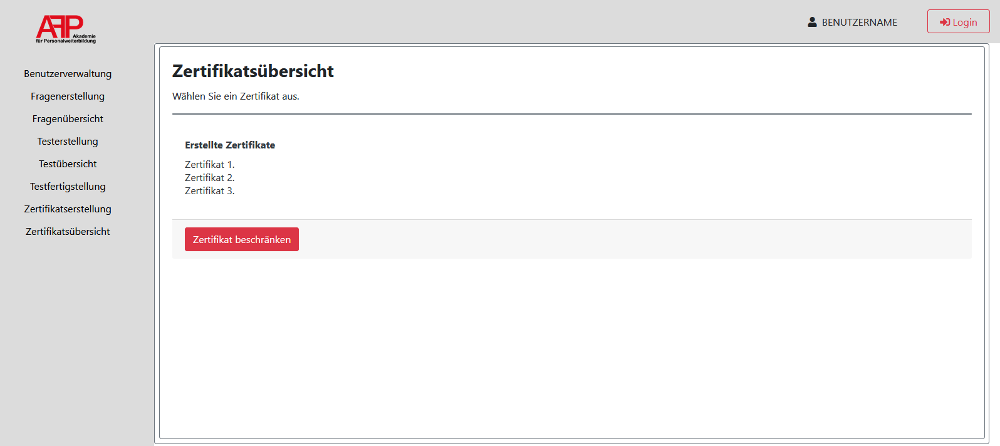 AFP
Akademie
für Personalweiterbildung
BENUTZERNAME
Login
Benutzerverwaltung
Fragenerstellung
Fragenübersicht
Testerstellung
Testübersicht
Testfertigstellung
Zertifikatserstellung
Zertifikatsübersicht
Zertifikatsübersicht
Wählen Sie ein Zertifikat aus.
Erstellte Zertifikate
Zertifikat 1.
Zertifikat 2.
Zertifikat 3.
Zertifikat beschränken